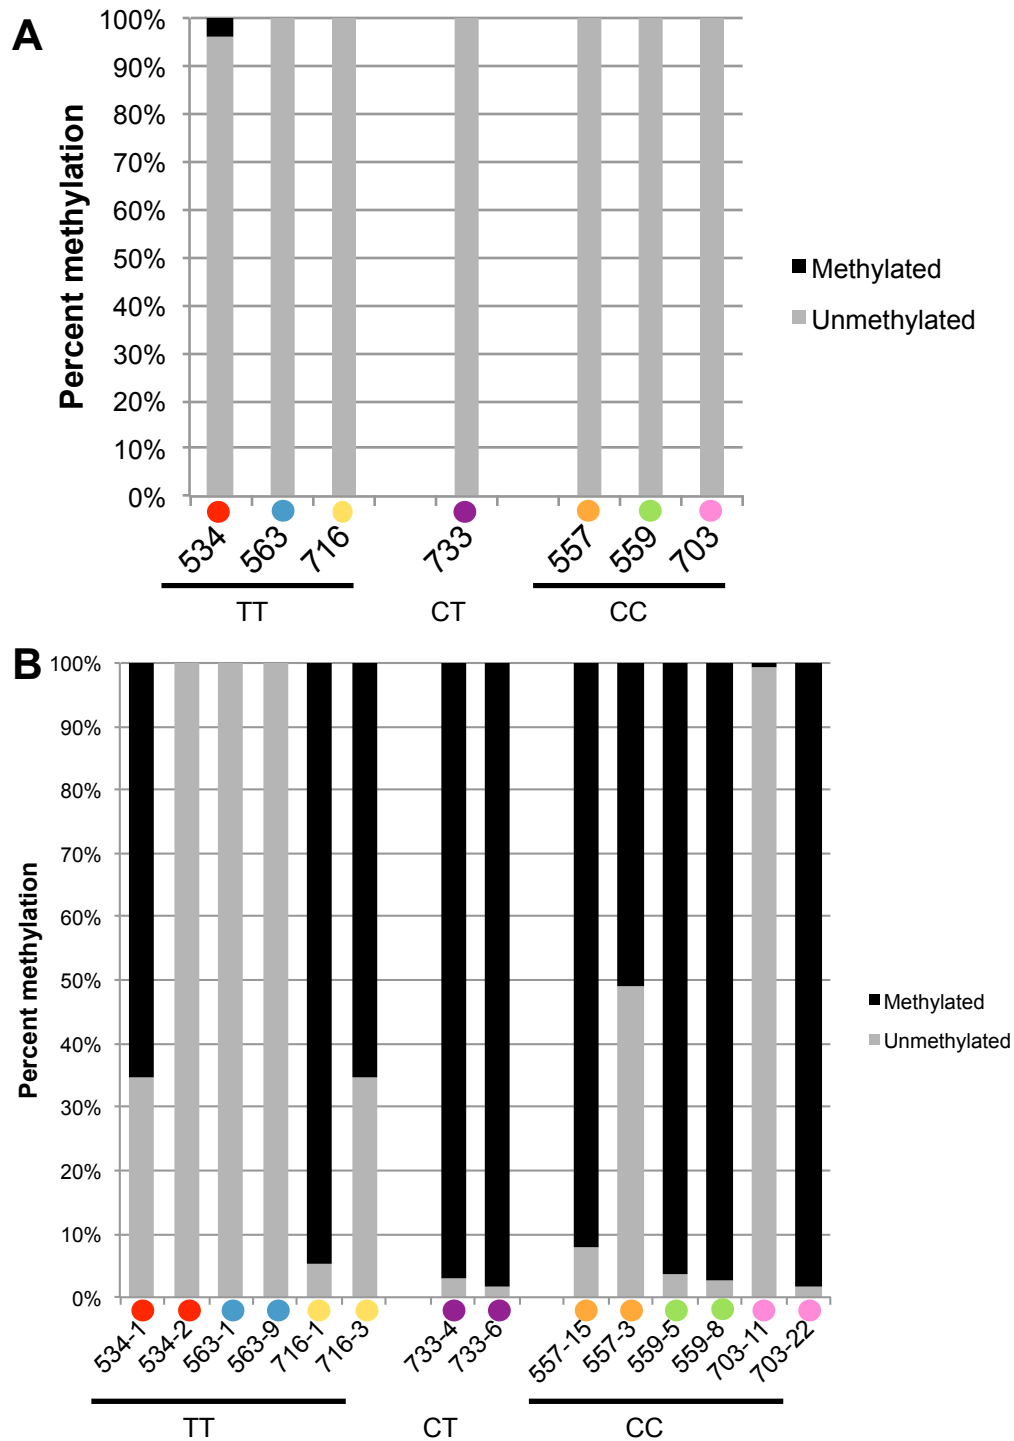 A
Percent methylation
100%
90%
80%
70%
60%
50%
40%
30%
20%
10%
0%
534 563 716 733 557 559 703
TT CT CC
Methylated
Unmethylated
B
Percent methylation
100%
90%
80%
70%
60%
50%
40%
30%
20%
10%
0%
534-1 534-2 563-1 563-9 716-1 716-3 733-4 733-6 557-15 557-3 559-5 559-8 703-11 703-22
TT CT CC
Methylated
Unmethylated